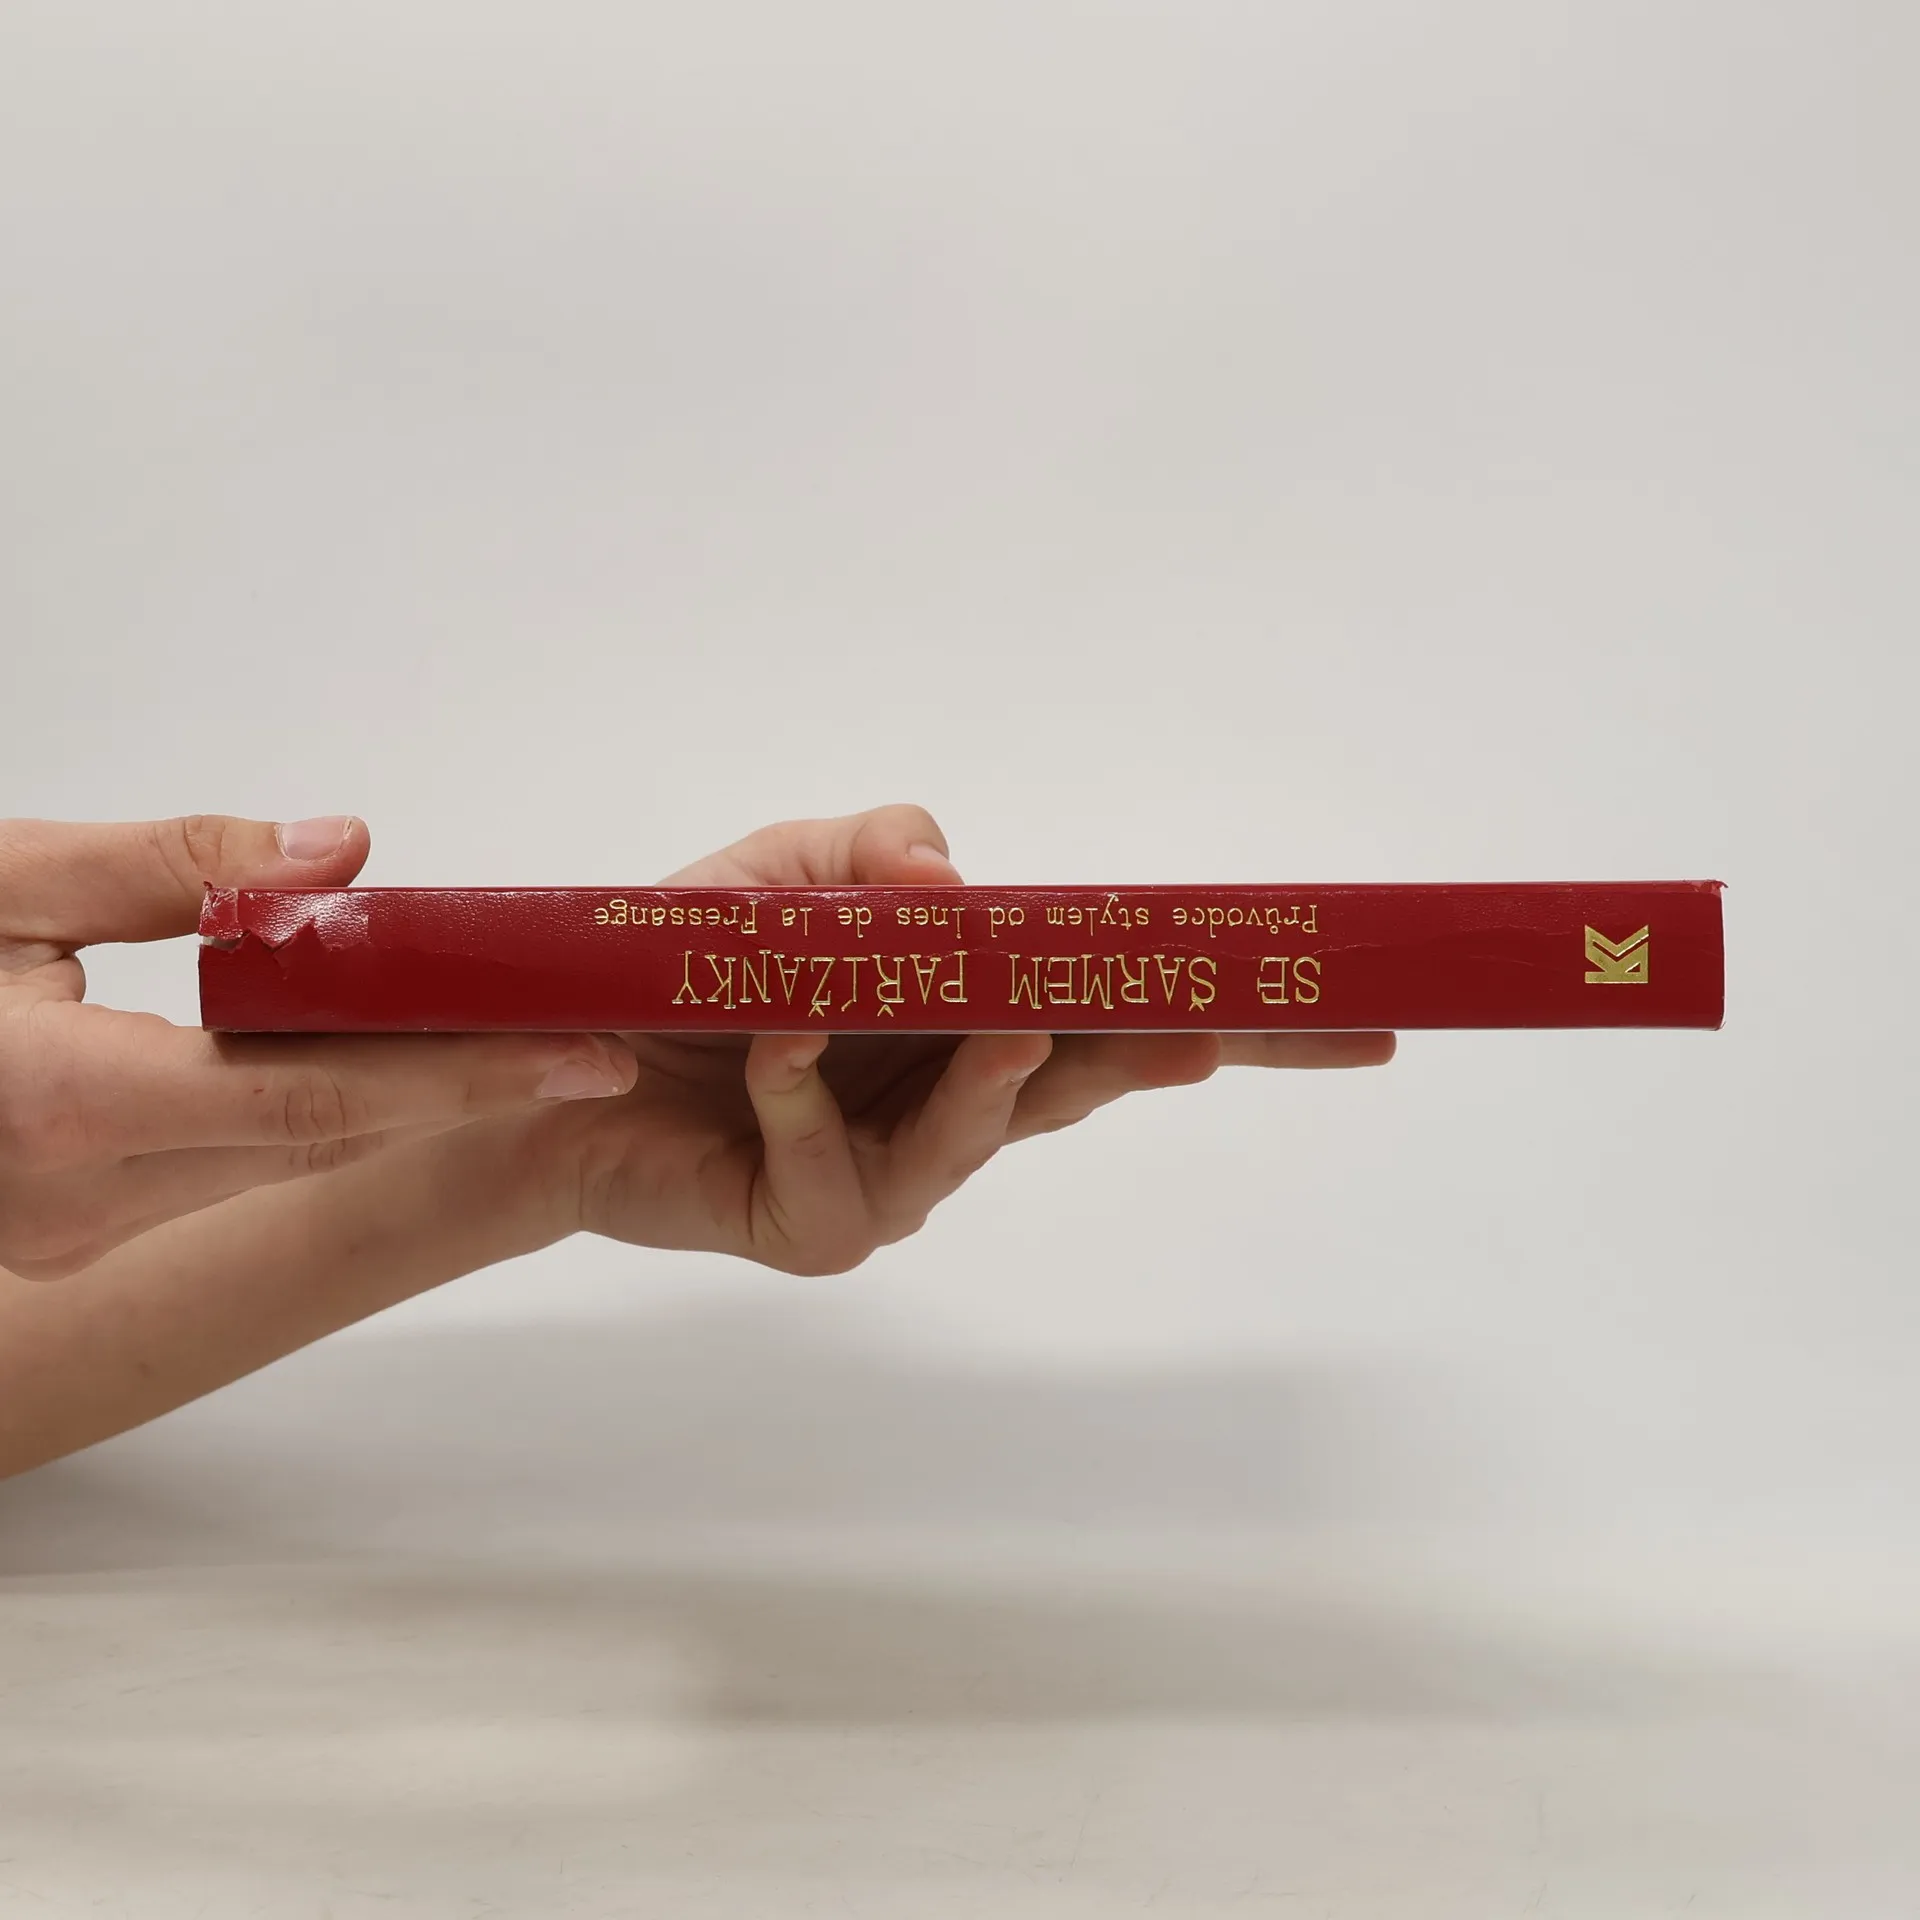 SE ŠARMEM PAŘÍŽANKY
Průvodce stylem od Ines de la Fressange